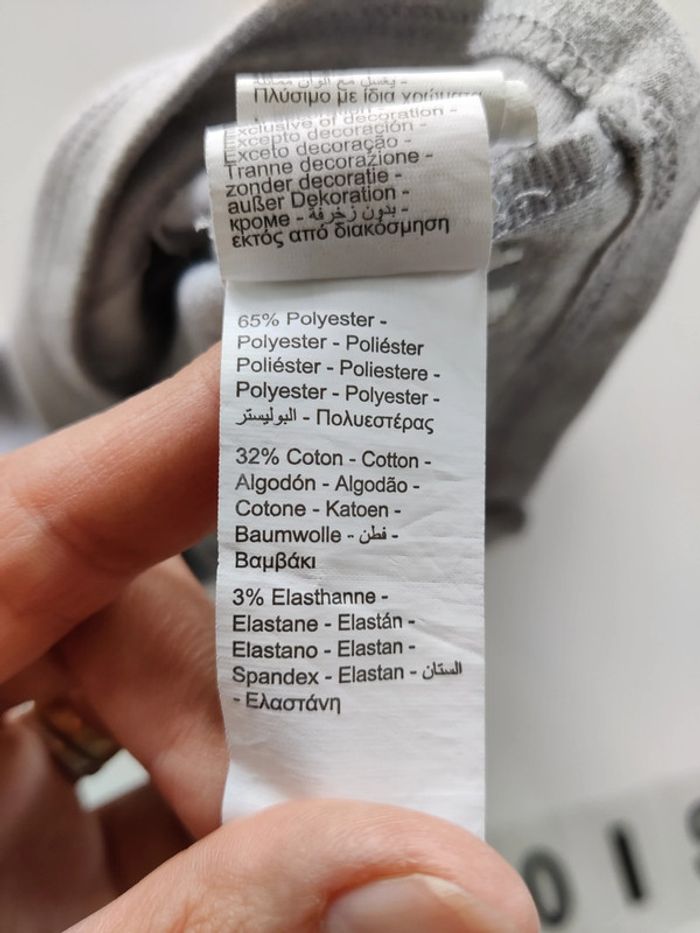 Πλύσιμο με ίδια χρώματα
Exclusive of decoration -
Excepto decoración -
Exceto decoração -
Tranne decorazione -
zonder decoratie -
außer Dekoration -
кроме - بدون زخرفة -
εκτός από διακόσμηση
65% Polyester -
Polyester - Poliéster
Poliéster - Poliestere -
Polyester - Polyester -
البوليستر - Πολυεστέρας
32% Coton - Cotton -
Algodón - Algodão -
Cotone - Katoen -
Baumwolle - قطن -
Βαμβάκι
3% Elasthanne -
Elastane - Elastán -
Elastano - Elastan -
Spandex - Elastan - الستان
- Ελαστάνη